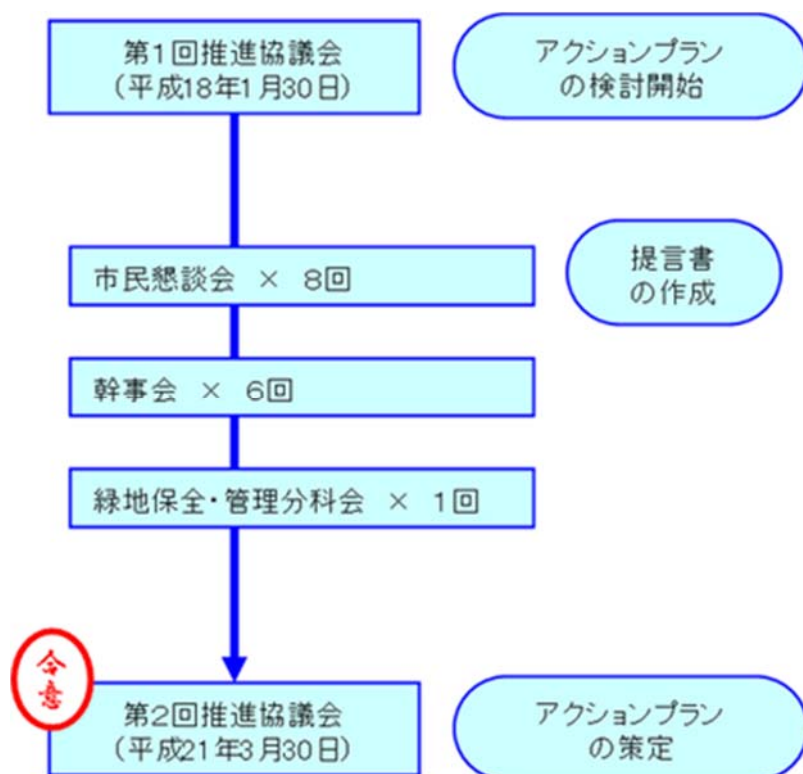 第1回推進協議会
(平成18年1月30日)
アクションプラン
の検討開始
市民懇談会 × 8回
提言書
の作成
幹事会 × 6回
緑地保全・管理分科会 × 1回
合意
第2回推進協議会
(平成21年3月30日)
アクションプラン
の策定